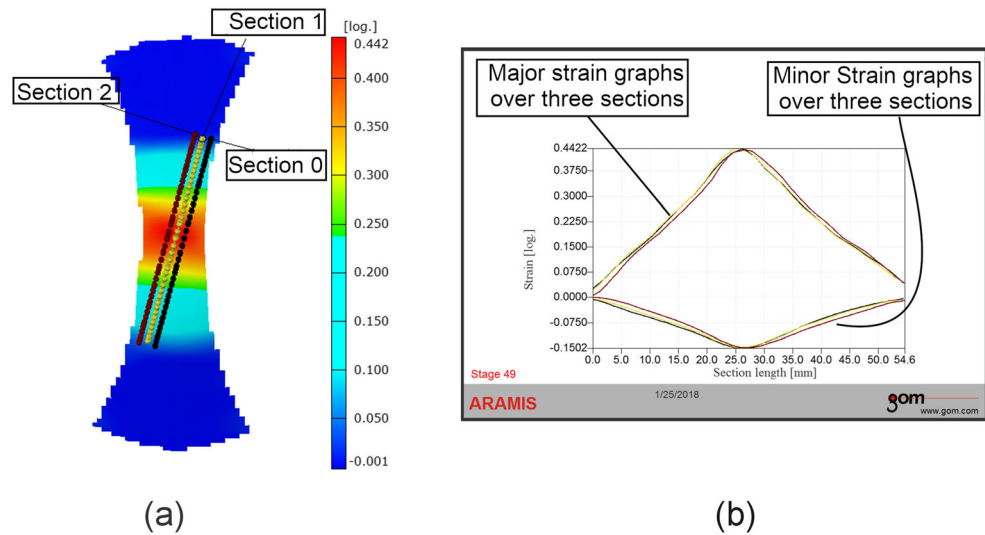 Section 1
Section 2
Section 0
[log.]
0.442
0.400
0.350
0.300
0.250
0.200
0.150
0.100
0.050
-0.001
(a)
Major strain graphs
over three sections
Minor Strain graphs
over three sections
Strain [log.]
0.4422
0.3750
0.3000
0.2250
0.1500
0.0750
0.0000
-0.0750
-0.1502
0.0 5.0 10.0 15.0 20.0 25.0 30.0 35.0 40.0 45.0 50.0 54.6
Section length [mm]
Stage 49
ARAMIS
1/25/2018
gom
www.gom.com
(b)